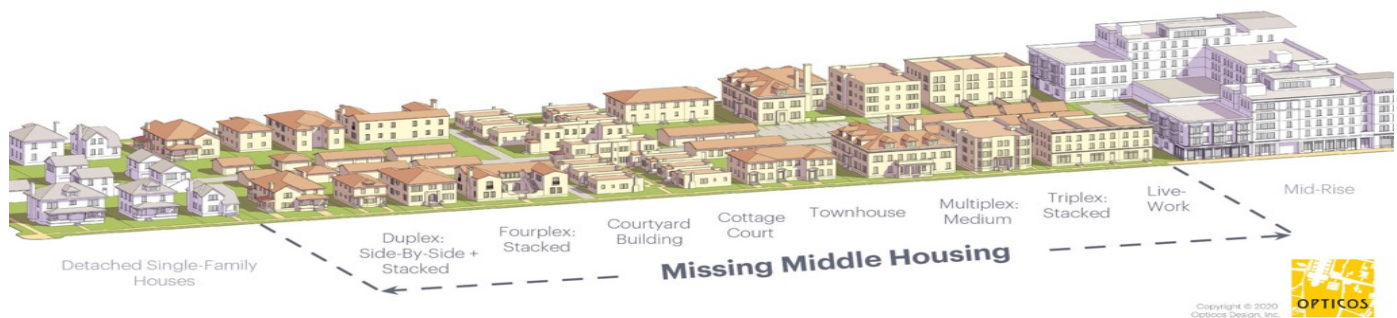 Detached Single-Family
Houses
Duplex:
Side-By-Side +
Stacked
Fourplex:
Stacked
Courtyard
Building
Cottage
Court
Townhouse
Multiplex:
Medium
Triplex:
Stacked
Live-
Work
Mid-Rise
Missing Middle Housing
Copyright © 2020
Opticos Design, Inc.
OPTICOS